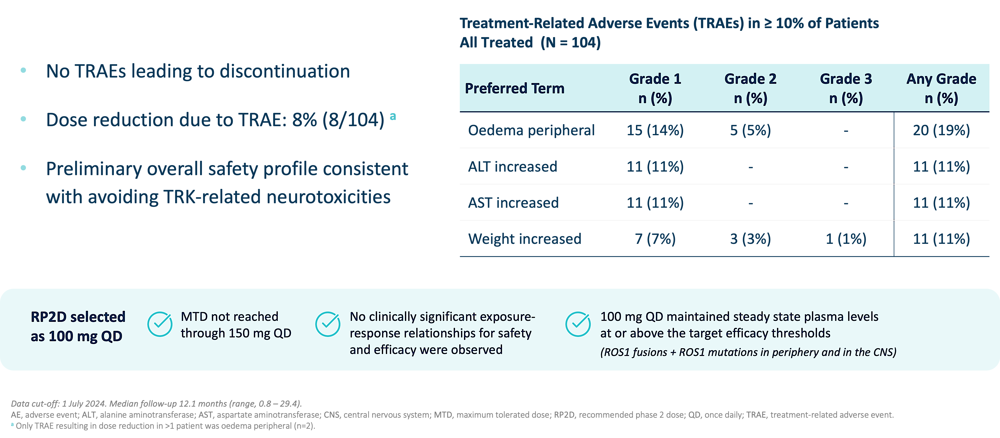 Treatment-Related Adverse Events (TRAEs) in ≥ 10% of Patients
All Treated (N = 104)
• No TRAEs leading to discontinuation
• Dose reduction due to TRAE: 8% (8/104) a
• Preliminary overall safety profile consistent
with avoiding TRK-related neurotoxicities
Preferred Term | Grade 1 n (%) | Grade 2 n (%) | Grade 3 n (%) | Any Grade n (%)
Oedema peripheral | 15 (14%) | 5 (5%) | - | 20 (19%)
ALT increased | 11 (11%) | - | - | 11 (11%)
AST increased | 11 (11%) | - | - | 11 (11%)
Weight increased | 7 (7%) | 3 (3%) | 1 (1%) | 11 (11%)
RP2D selected
as 100 mg QD
MTD not reached
through 150 mg QD
No clinically significant exposure-
response relationships for safety
and efficacy were observed
100 mg QD maintained steady state plasma levels
at or above the target efficacy thresholds
(ROS1 fusions + ROS1 mutations in periphery and in the CNS)
Data cut-off: 1 July 2024. Median follow-up 12.1 months (range, 0.8 – 29.4).
AE, adverse event; ALT, alanine aminotransferase; AST, aspartate aminotransferase; CNS, central nervous system; MTD, maximum tolerated dose; RP2D, recommended phase 2 dose; QD, once daily; TRAE, treatment-related adverse event.
a Only TRAE resulting in dose reduction in >1 patient was oedema peripheral (n=2).